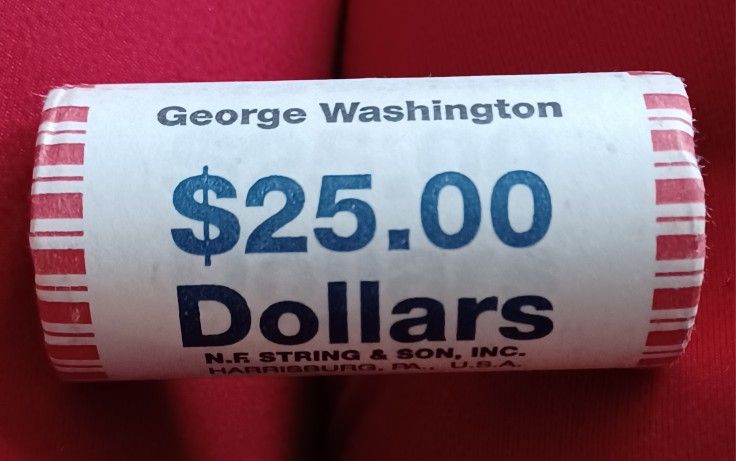 George Washington
$25.00
Dollars
N.F. STRING & SON, INC.
HARRISBURG, PA., U.S.A.